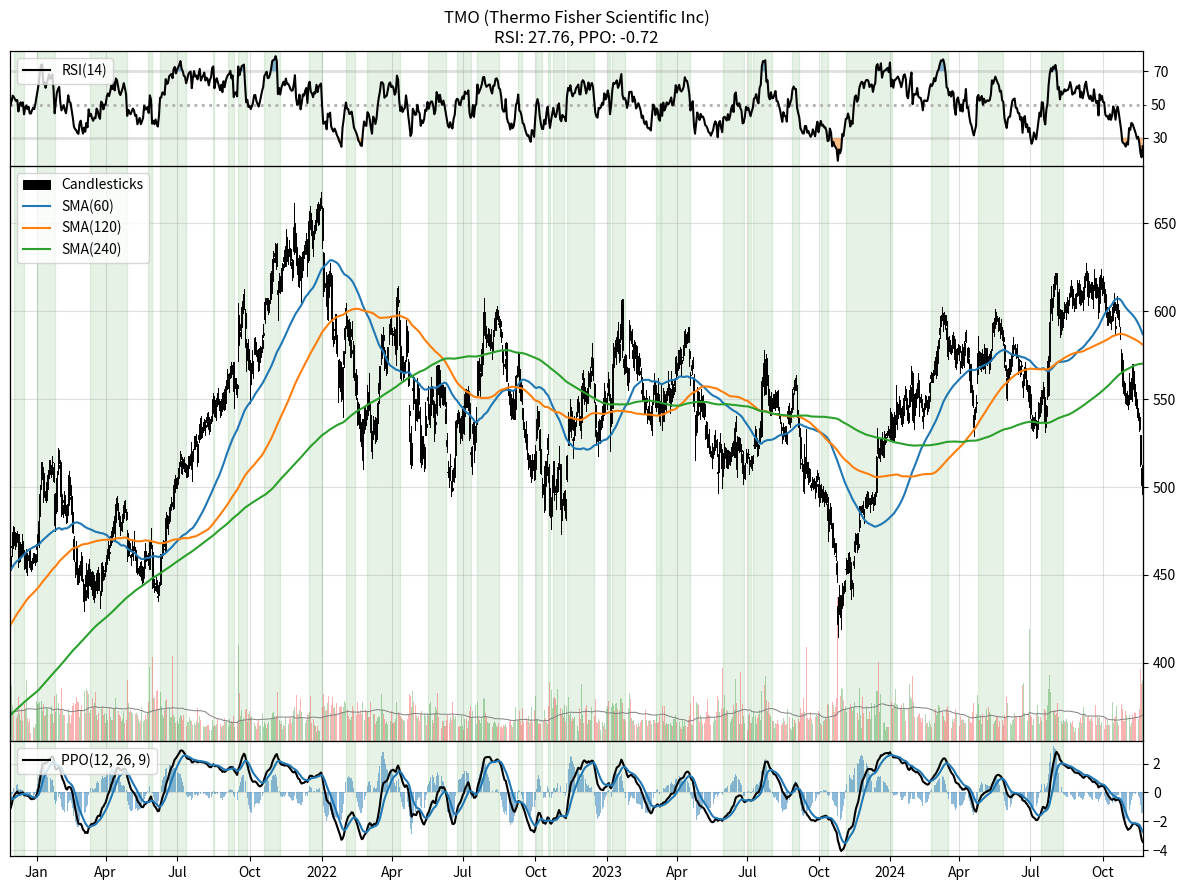 TMO (Thermo Fisher Scientific Inc)
RSI: 27.76, PPO: -0.72
RSI(14)
70
50
30
Candlesticks
SMA(60)
SMA(120)
SMA(240)
650
600
550
500
450
400
PPO(12, 26, 9)
2
0
−2
−4
Jan Apr Jul Oct 2022 Apr Jul Oct 2023 Apr Jul Oct 2024 Apr Jul Oct